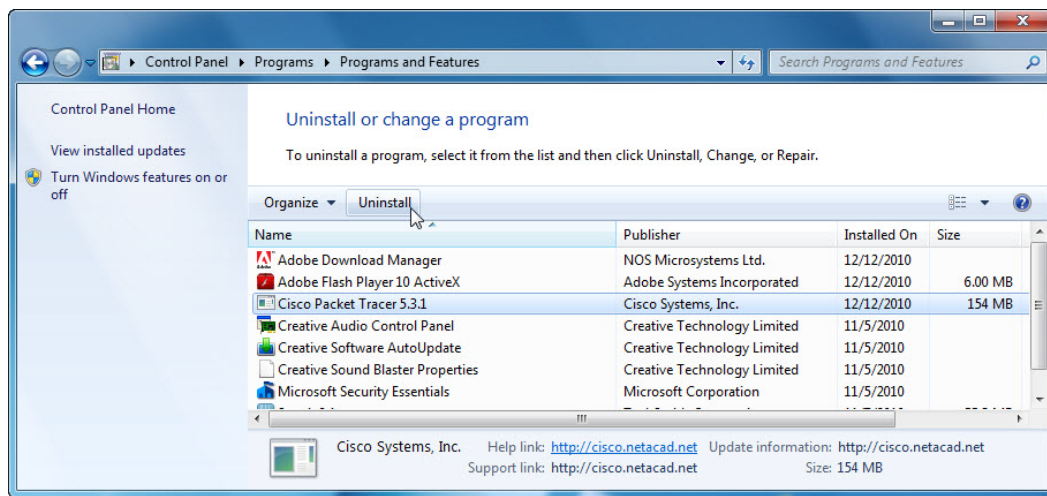 Control Panel Programs Programs and Features Search Programs and Features
Control Panel Home
View installed updates
Turn Windows features on or
off
Uninstall or change a program
To uninstall a program, select it from the list and then click Uninstall, Change, or Repair.
Organize Uninstall
Name Publisher Installed On Size
Adobe Download Manager NOS Microsystems Ltd. 12/12/2010
Adobe Flash Player 10 ActiveX Adobe Systems Incorporated 12/12/2010 6.00 MB
Cisco Packet Tracer 5.3.1 Cisco Systems, Inc. 12/12/2010 154 MB
Creative Audio Control Panel Creative Technology Limited 11/5/2010
Creative Software AutoUpdate Creative Technology Limited 11/5/2010
Creative Sound Blaster Properties Creative Technology Limited 11/5/2010
Microsoft Security Essentials Microsoft Corporation 11/5/2010
Cisco Systems, Inc. Help link: http://cisco.netacad.net Update information: http://cisco.netacad.net
Support link: http://cisco.netacad.net Size: 154 MB